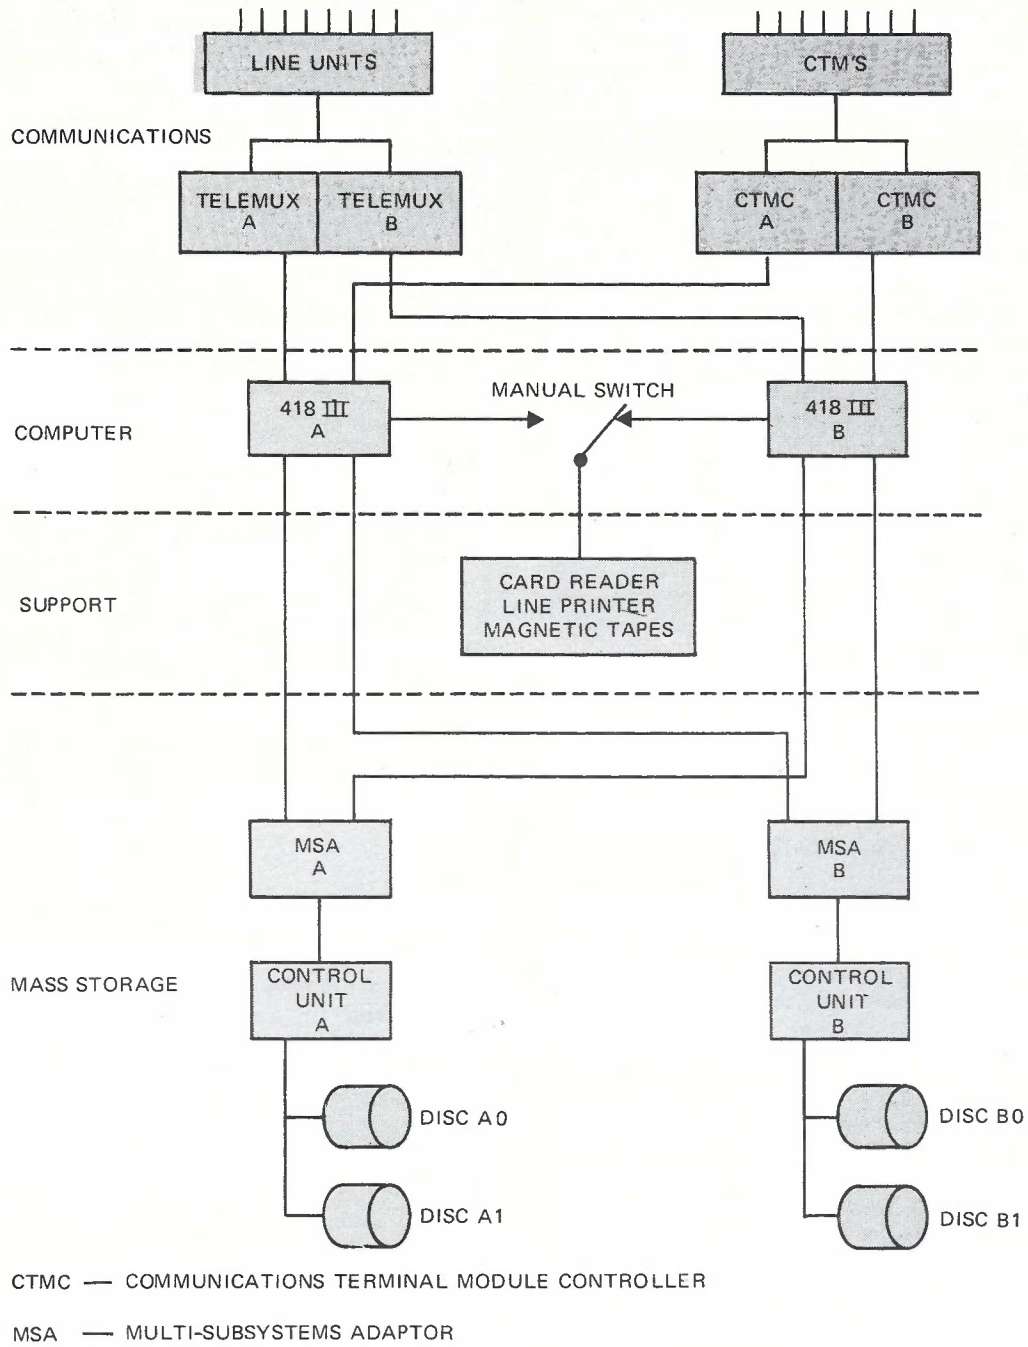 LINE UNITS
CTM'S
COMMUNICATIONS
TELEMUX
A
TELEMUX
B
CTMC
A
CTMC
B
MANUAL SWITCH
COMPUTER
418 III
A
418 III
B
SUPPORT
CARD READER
LINE PRINTER
MAGNETIC TAPES
MSA
A
MSA
B
MASS STORAGE
CONTROL
UNIT
A
CONTROL
UNIT
B
DISC A0
DISC B0
DISC A1
DISC B1
CTMC — COMMUNICATIONS TERMINAL MODULE CONTROLLER
MSA — MULTI-SUBSYSTEMS ADAPTOR